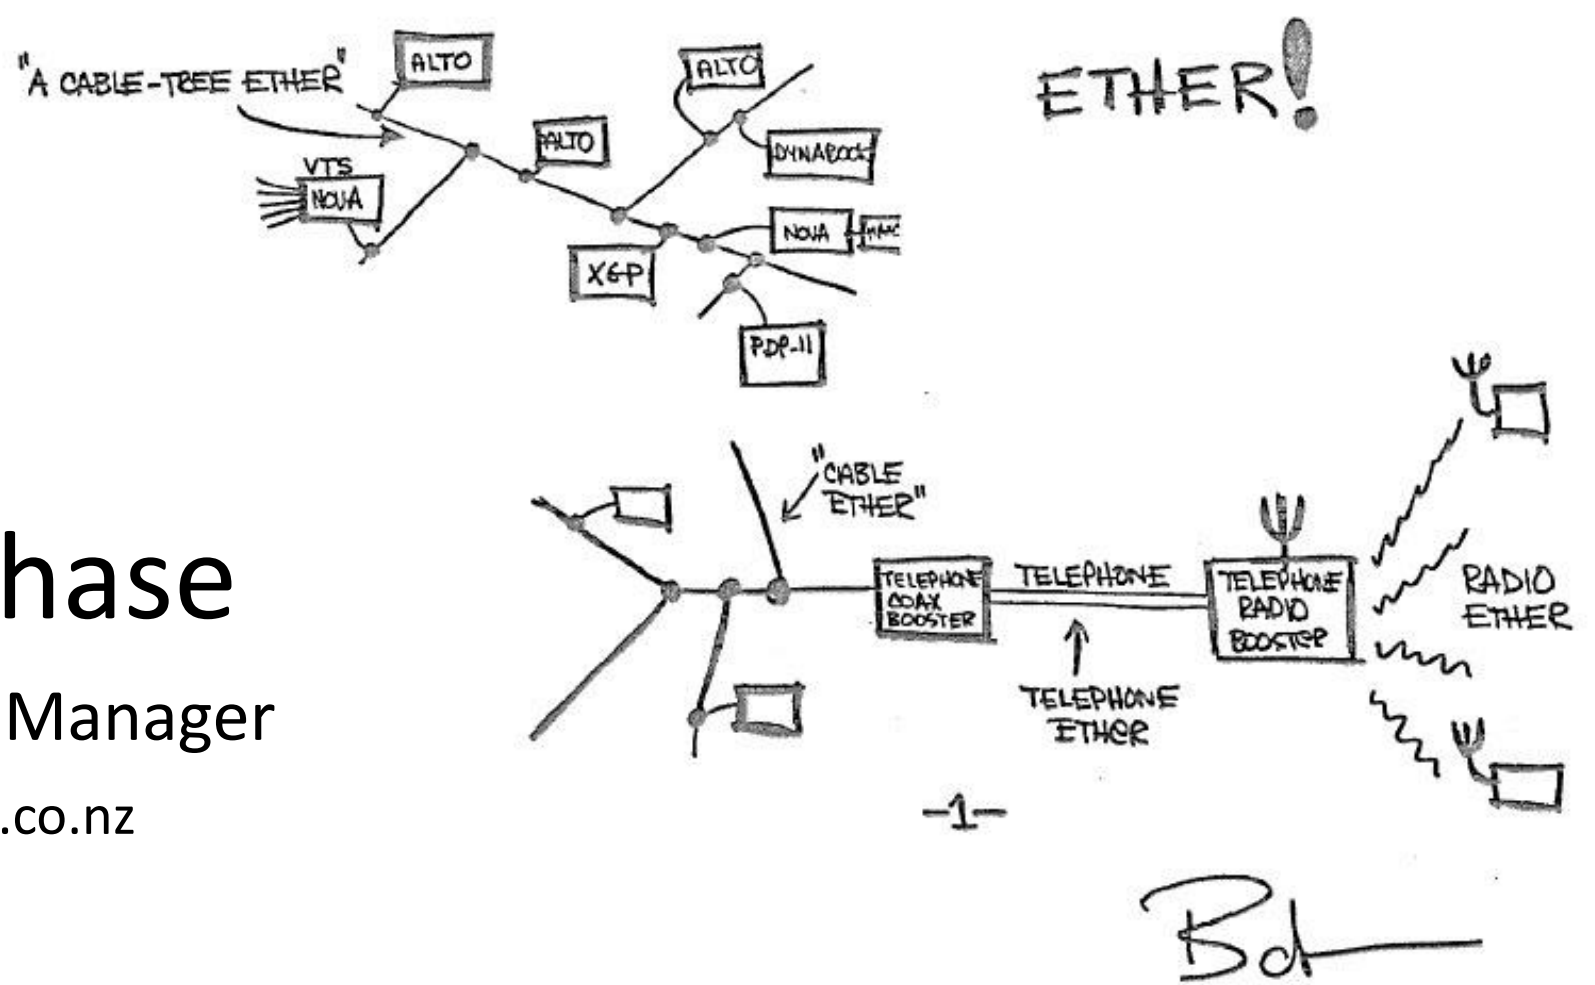 "A CABLE-TREE ETHER"
ALTO
ALTO
ETHER!
ALTO
DYNABOOK
VTS
NOVA
NOVA
XGP
PDP-11
"CABLE
ETHER"
TELEPHONE
COAX
BOOSTER
TELEPHONE
TELEPHONE
RADIO
BOOSTER
RADIO
ETHER
TELEPHONE
ETHER
-1-
hase
Manager
.co.nz